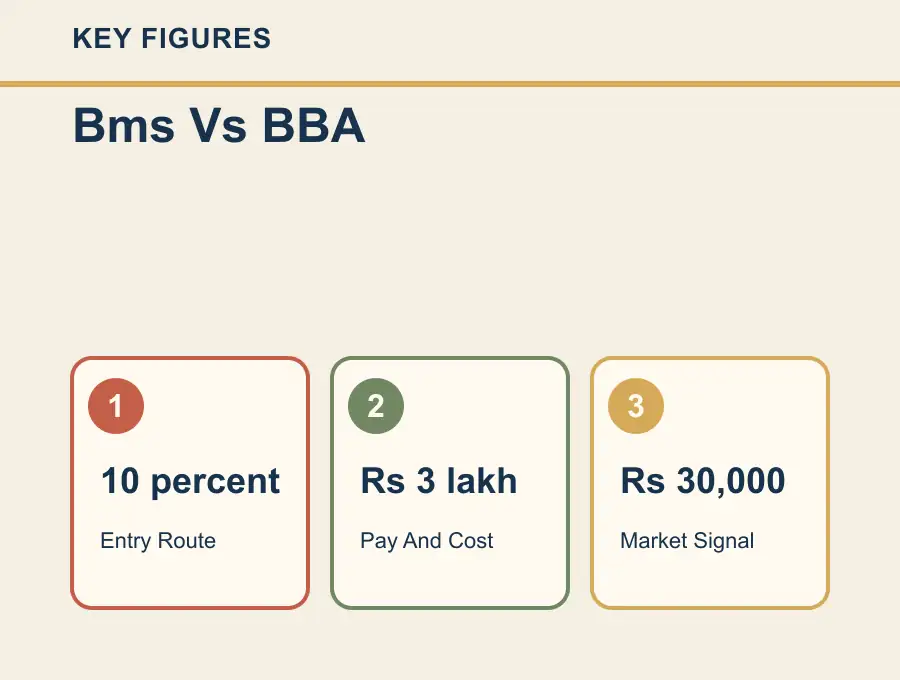 KEY FIGURES
Bms Vs BBA
1
10 percent
Entry Route
2
Rs 3 lakh
Pay And Cost
3
Rs 30,000
Market Signal